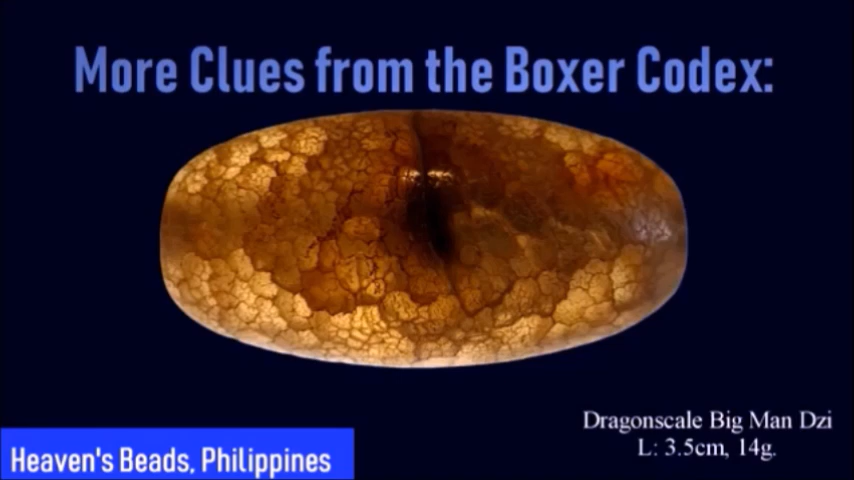 More Clues from the Boxer Codex:
Dragonscale Big Man Dzi
L: 3.5cm, 14g.
Heaven's Beads, Philippines